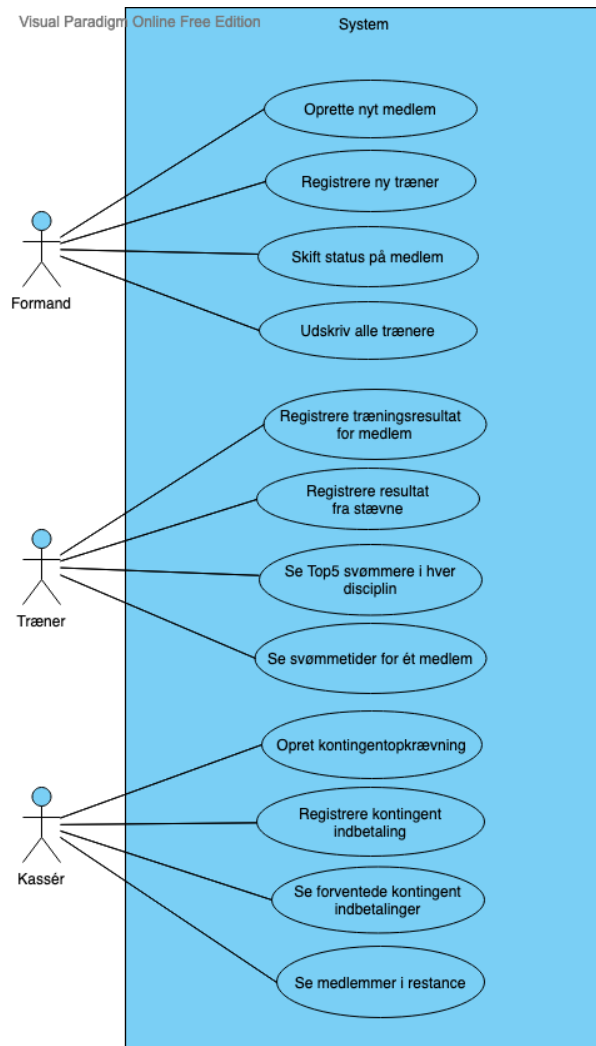 Visual Paradigm Online Free Edition
System
Oprette nyt medlem
Registrere ny træner
Skift status på medlem
Udskriv alle trænere
Formand
Registrere træningsresultat
for medlem
Registrere resultat
fra stævne
Se Top5 svømmere i hver
disciplin
Se svømmetider for ét medlem
Træner
Opret kontingentopkrævning
Registrere kontingent
indbetaling
Se forventede kontingent
indbetalinger
Se medlemmer i restance
Kassér